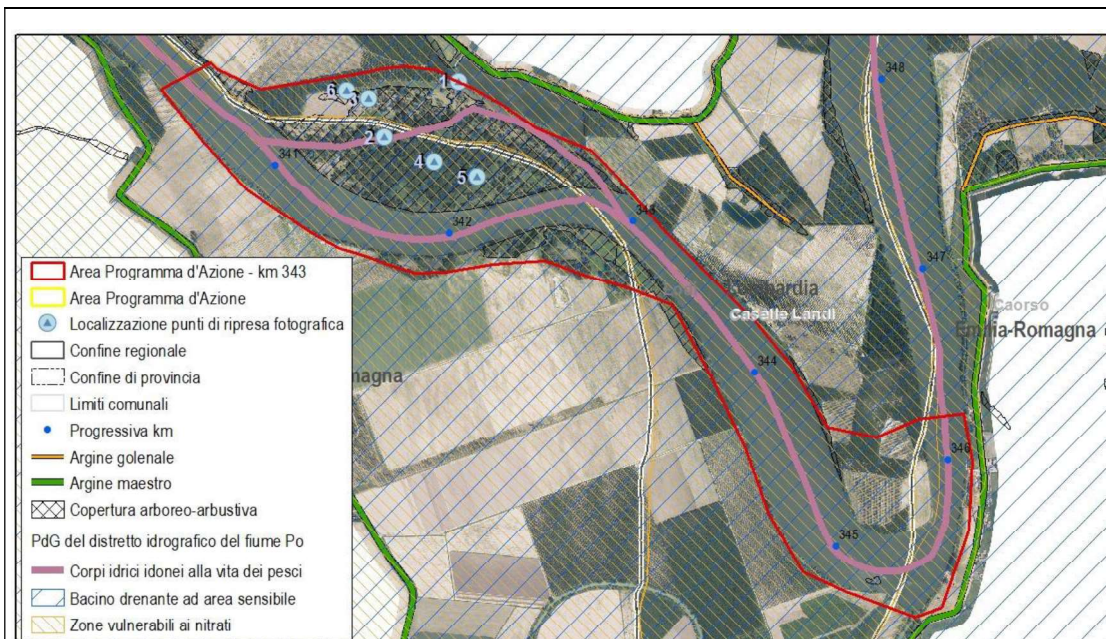 348
6
3
1
2
341
4
5
342
343
347
Lombardia
Caselle Landi
Caorso
Emilia-Romagna
magna
344
346
345
Area Programma d'Azione - km 343
Area Programma d'Azione
Localizzazione punti di ripresa fotografica
Confine regionale
Confine di provincia
Limiti comunali
Progressiva km
Argine golenale
Argine maestro
Copertura arboreo-arbustiva
PdG del distretto idrografico del fiume Po
Corpi idrici idonei alla vita dei pesci
Bacino drenante ad area sensibile
Zone vulnerabili ai nitrati